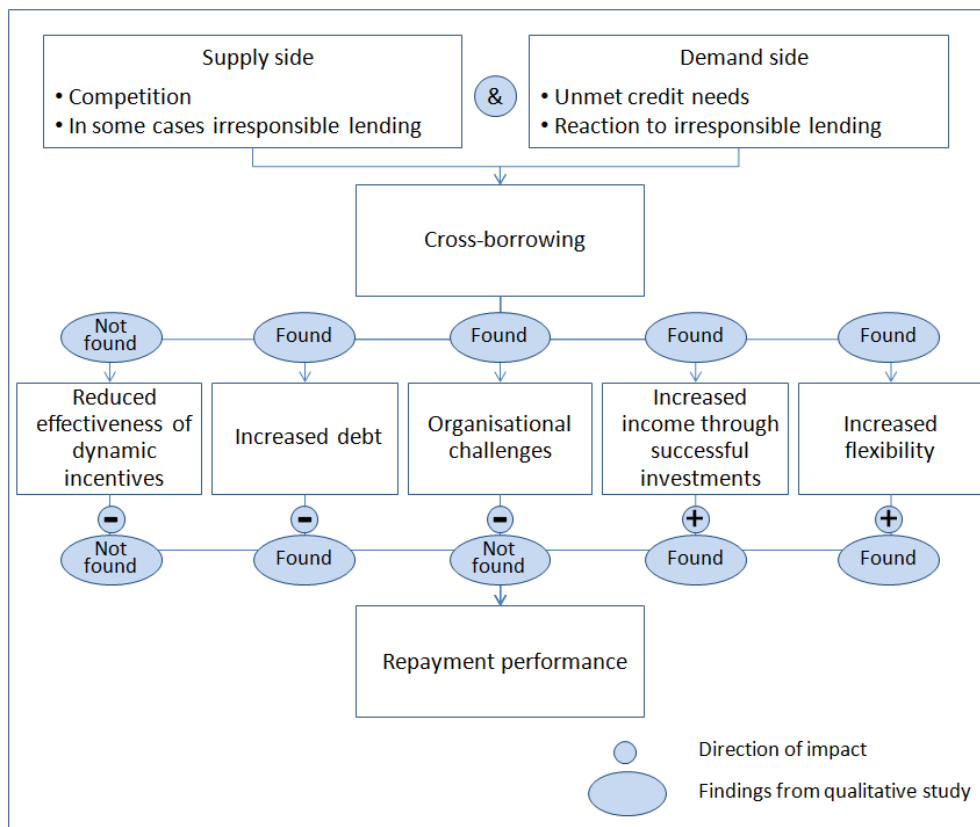 Supply side
• Competition
• In some cases irresponsible lending
&
Demand side
• Unmet credit needs
• Reaction to irresponsible lending
Cross-borrowing
Not
found
Found
Found
Found
Found
Reduced
effectiveness of
dynamic
incentives
Increased debt
Organisational
challenges
Increased
income through
successful
investments
Increased
flexibility
-
-
-
+
+
Not
found
Found
Not
found
Found
Found
Repayment performance
Direction of impact
Findings from qualitative study